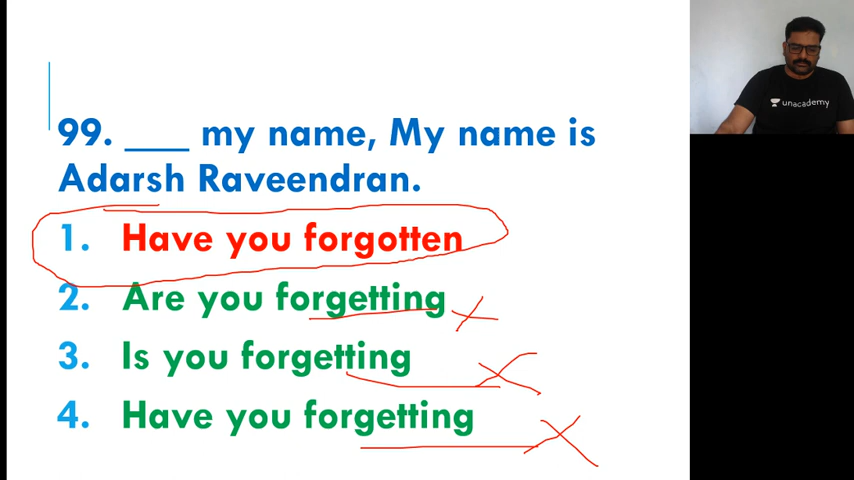 99. ___ my name, My name is
Adarsh Raveendran.
1. Have you forgotten
2. Are you forgetting
3. Is you forgetting
4. Have you forgetting
unacademy